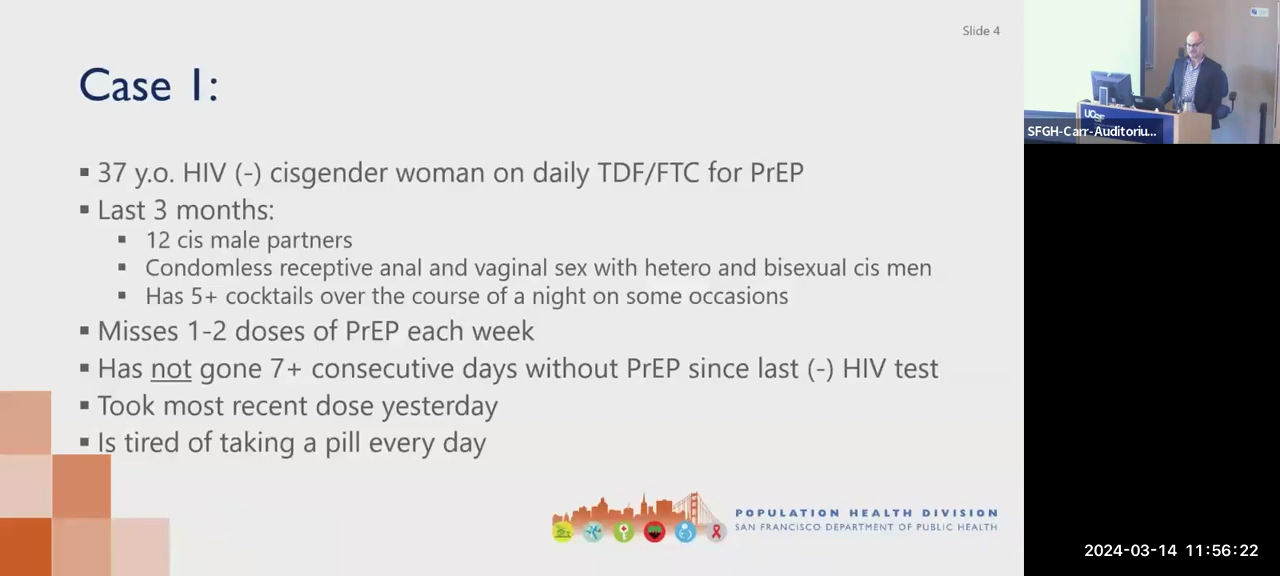 Slide 4
Case 1:
▪ 37 y.o. HIV (-) cisgender woman on daily TDF/FTC for PrEP
▪ Last 3 months:
▪ 12 cis male partners
▪ Condomless receptive anal and vaginal sex with hetero and bisexual cis men
▪ Has 5+ cocktails over the course of a night on some occasions
▪ Misses 1-2 doses of PrEP each week
▪ Has not gone 7+ consecutive days without PrEP since last (-) HIV test
▪ Took most recent dose yesterday
▪ Is tired of taking a pill every day
POPULATION HEALTH DIVISION
SAN FRANCISCO DEPARTMENT OF PUBLIC HEALTH
UCSF
SFGH-Carr-Auditoriu...
2024-03-14 11:56:22